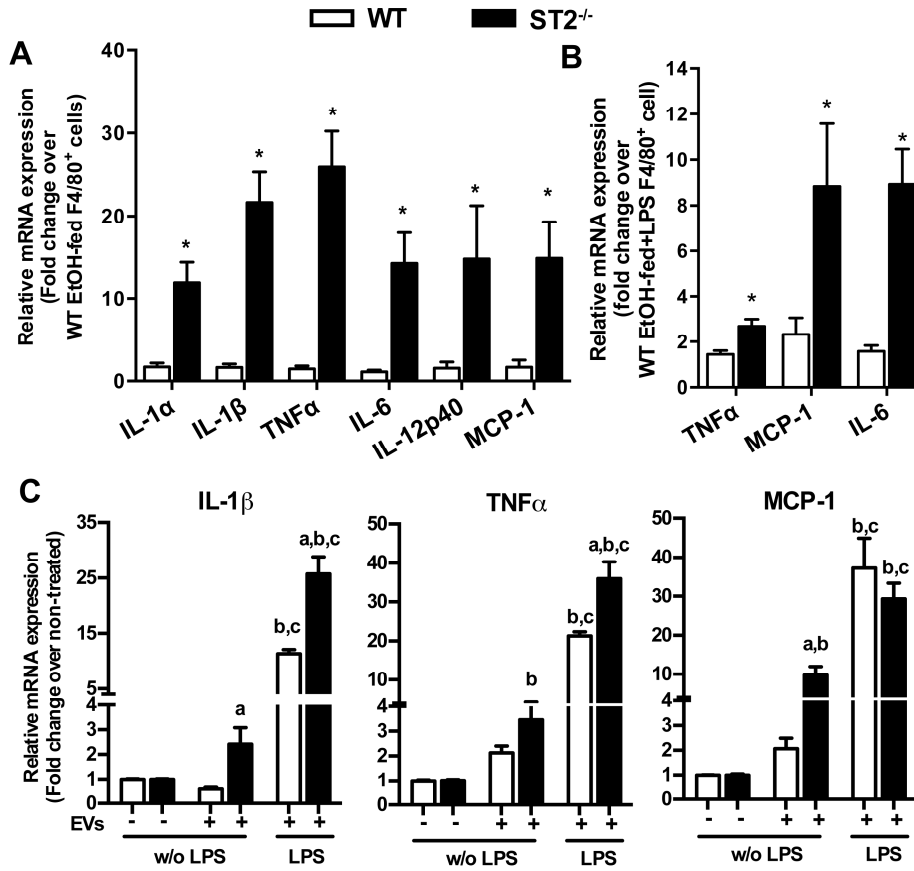 WT ST2-/-
A
Relative mRNA expression
(Fold change over
WT EtOH-fed F4/80+ cells)
40
30
20
10
0
* * * * * *
IL-1α IL-1β TNFα IL-6 IL-12p40 MCP-1
B
Relative mRNA expression
(fold change over
WT EtOH-fed+LPS F4/80+ cell)
14
12
10
8
6
4
2
0
* * *
TNFα MCP-1 IL-6
C
Relative mRNA expression
(Fold change over non-treated)
IL-1β
35
25
15
5
4
3
2
1
0
a b,c a,b,c
EVs - - + + + +
w/o LPS LPS
TNFα
50
40
30
20
10
4
3
2
1
0
b b,c a,b,c
- - + + + +
w/o LPS LPS
MCP-1
50
40
30
20
10
3
2
1
0
a,b b,c b,c
- - + + + +
w/o LPS LPS